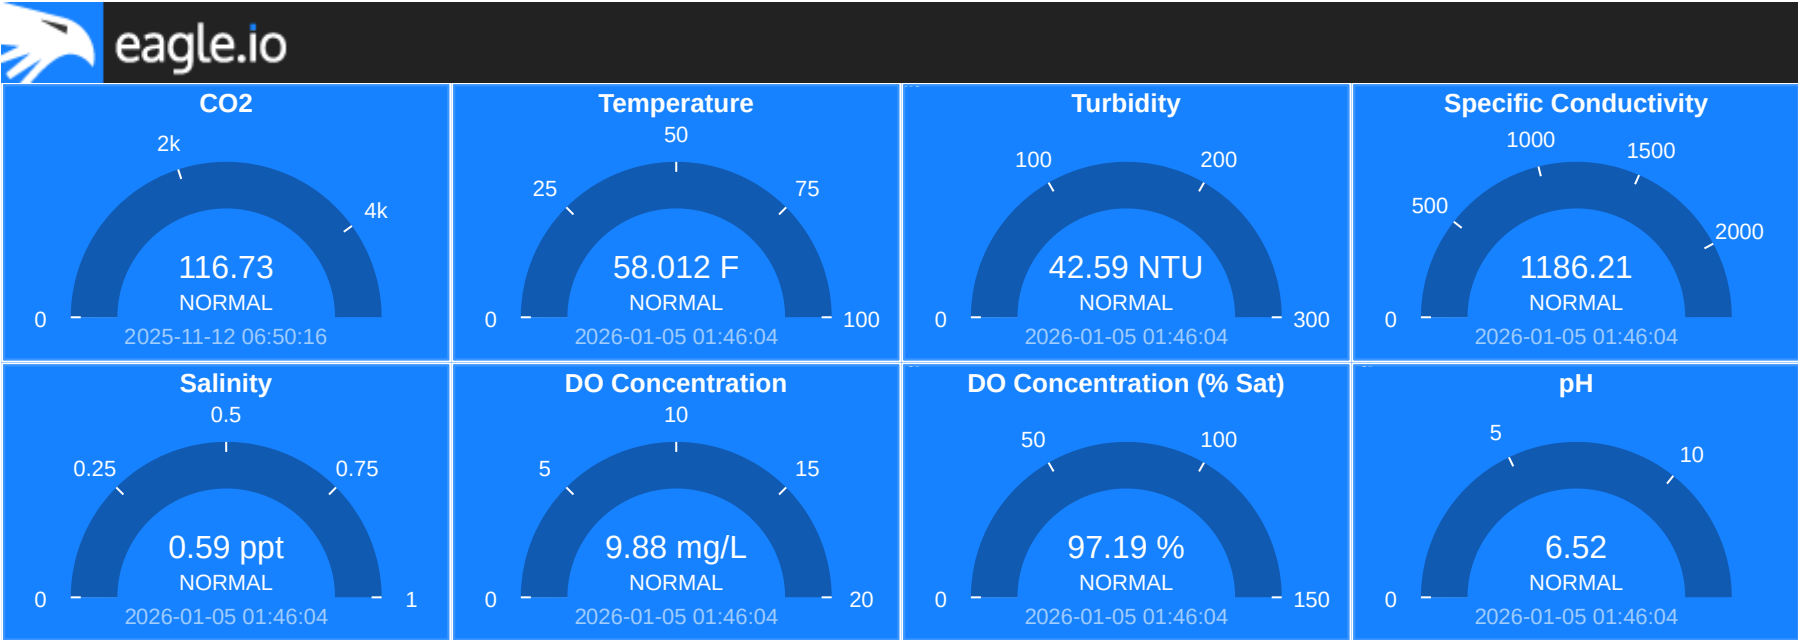 eagle.io
CO2
2k
4k
116.73
NORMAL
0
2025-11-12 06:50:16
Temperature
50
25
75
58.012 F
NORMAL
0
100
2026-01-05 01:46:04
Turbidity
100
200
42.59 NTU
NORMAL
0
300
2026-01-05 01:46:04
Specific Conductivity
1000
1500
500
2000
1186.21
NORMAL
0
2026-01-05 01:46:04
Salinity
0.5
0.25
0.75
0.59 ppt
NORMAL
0
1
2026-01-05 01:46:04
DO Concentration
10
5
15
9.88 mg/L
NORMAL
0
20
2026-01-05 01:46:04
DO Concentration (% Sat)
50
100
97.19 %
NORMAL
0
150
2026-01-05 01:46:04
pH
5
10
6.52
NORMAL
0
2026-01-05 01:46:04